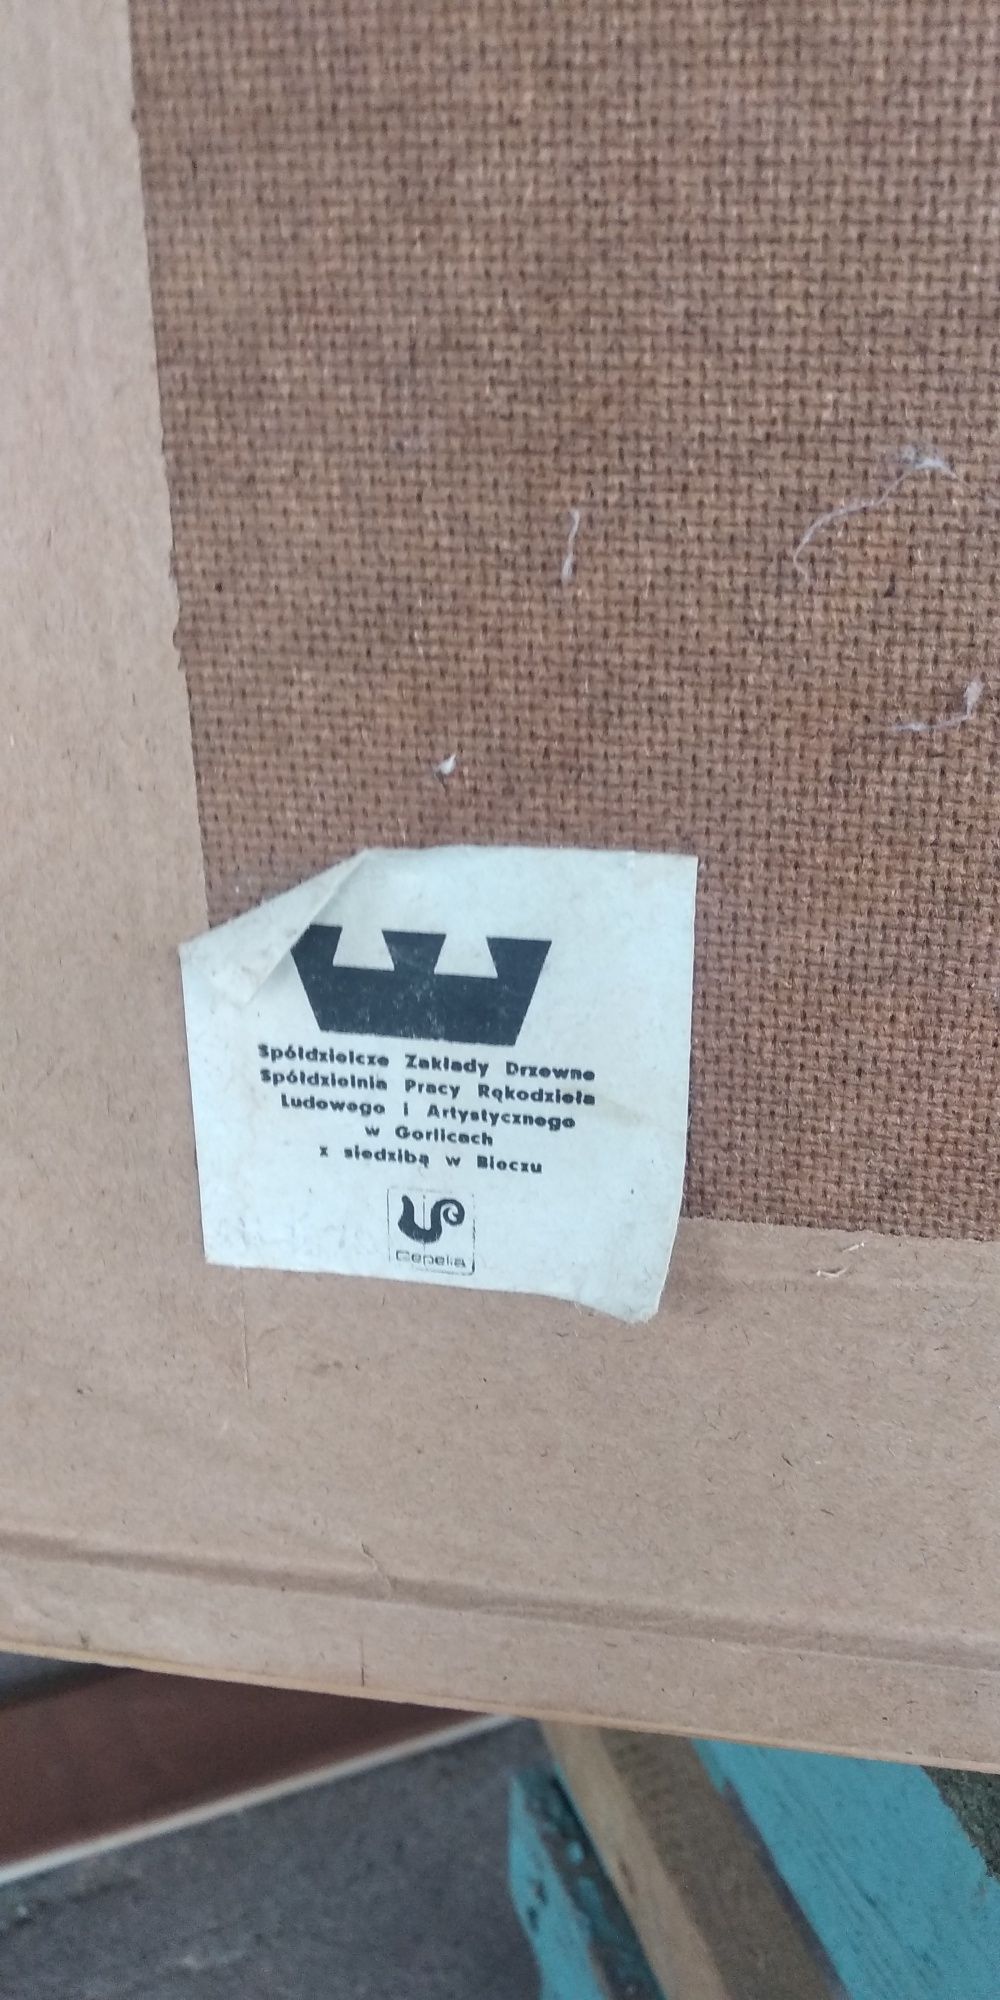 Spółdzielcze Zakłady Drzewne
Spółdzielnia Pracy Rękodzieła
Ludowego i Artystycznego
w Gorlicach
z siedzibą w Bieczu
Cepelia